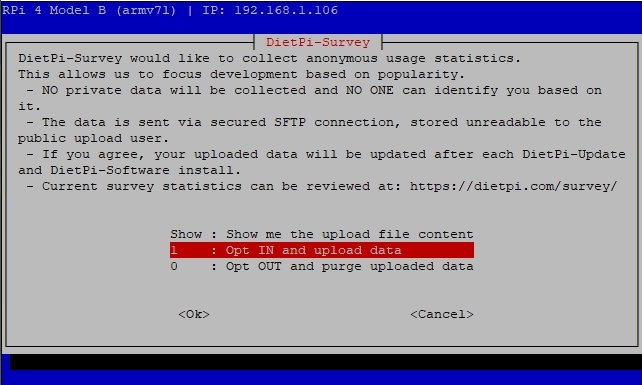 RPi 4 Model B (armv7l) | IP: 192.168.1.106
DietPi-Survey
DietPi-Survey would like to collect anonymous usage statistics.
This allows us to focus development based on popularity.
- NO private data will be collected and NO ONE can identify you based on
it.
- The data is sent via secured SFTP connection, stored unreadable to the
public upload user.
- If you agree, your uploaded data will be updated after each DietPi-Update
and DietPi-Software install.
- Current survey statistics can be reviewed at: https://dietpi.com/survey/
Show : Show me the upload file content
1 : Opt IN and upload data
0 : Opt OUT and purge uploaded data
<Ok> <Cancel>